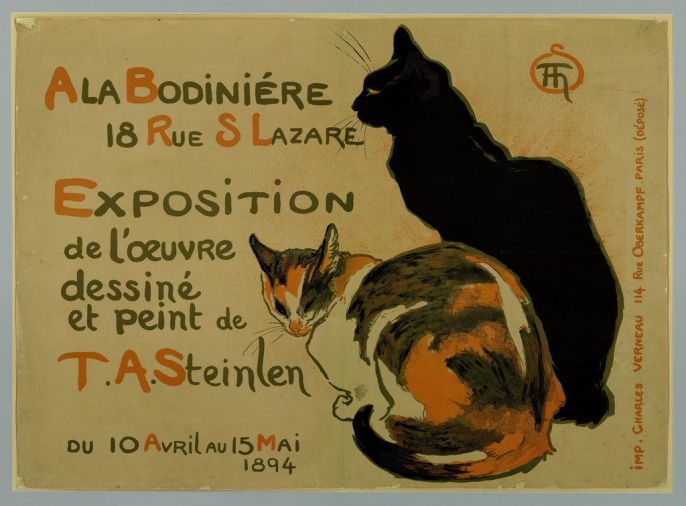 A LA BODINIÉRE
18 RUE S LAZARE
EXPOSITION
de l'œuvre
dessiné
et peint de
T.A.Steinlen
DU 10 AVRIL AU 15 MAI
1894
IMP. CHARLES VERNEAU 114 RUE OBERKAMPF. PARIS (DÉPOSÉ)